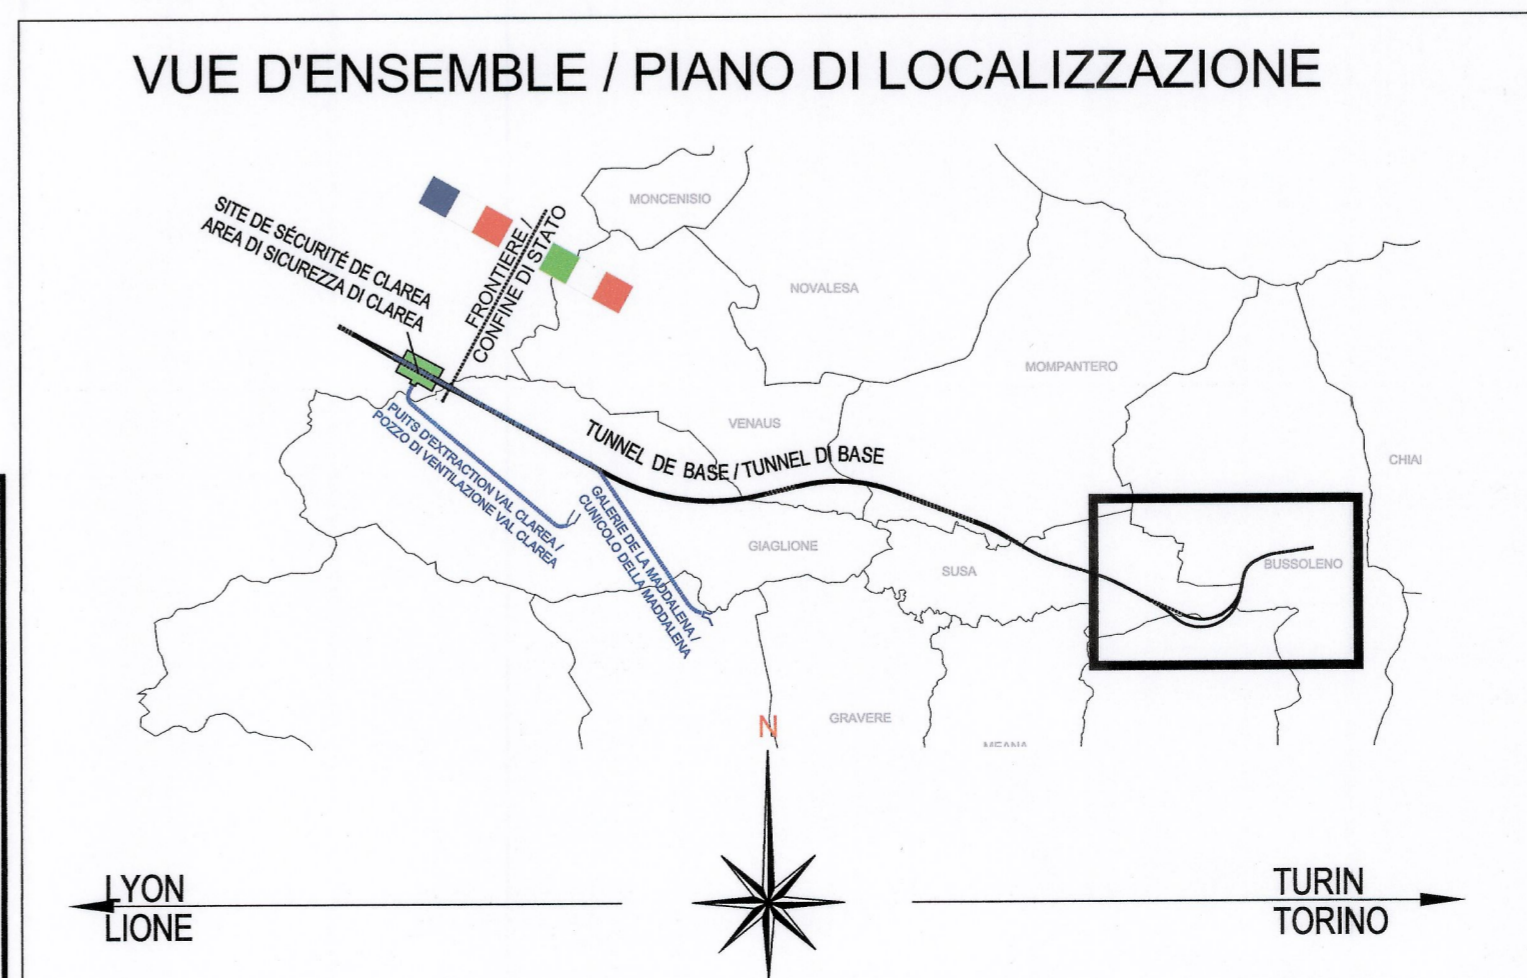 VUE D'ENSEMBLE / PIANO DI LOCALIZZAZIONE
MONCENISIO
SITE DE SÉCURITÉ DE CLAREA
AREA DI SICUREZZA DI CLAREA
FRONTIERE /
CONFINE DI STATO
NOVALESA
MOMPANTERO
VENAUS
TUNNEL DE BASE / TUNNEL DI BASE
CHIA
PUITS D'EXTRACTION VAL CLAREA /
POZZO DI VENTILAZIONE VAL CLAREA
GALERIE DE LA MADDALENA /
CUNICOLO DELLA MADDALENA
GIAGLIONE
SUSA
BUSSOLENO
GRAVERE
MEANA
N
LYON
LIONE
TURIN
TORINO